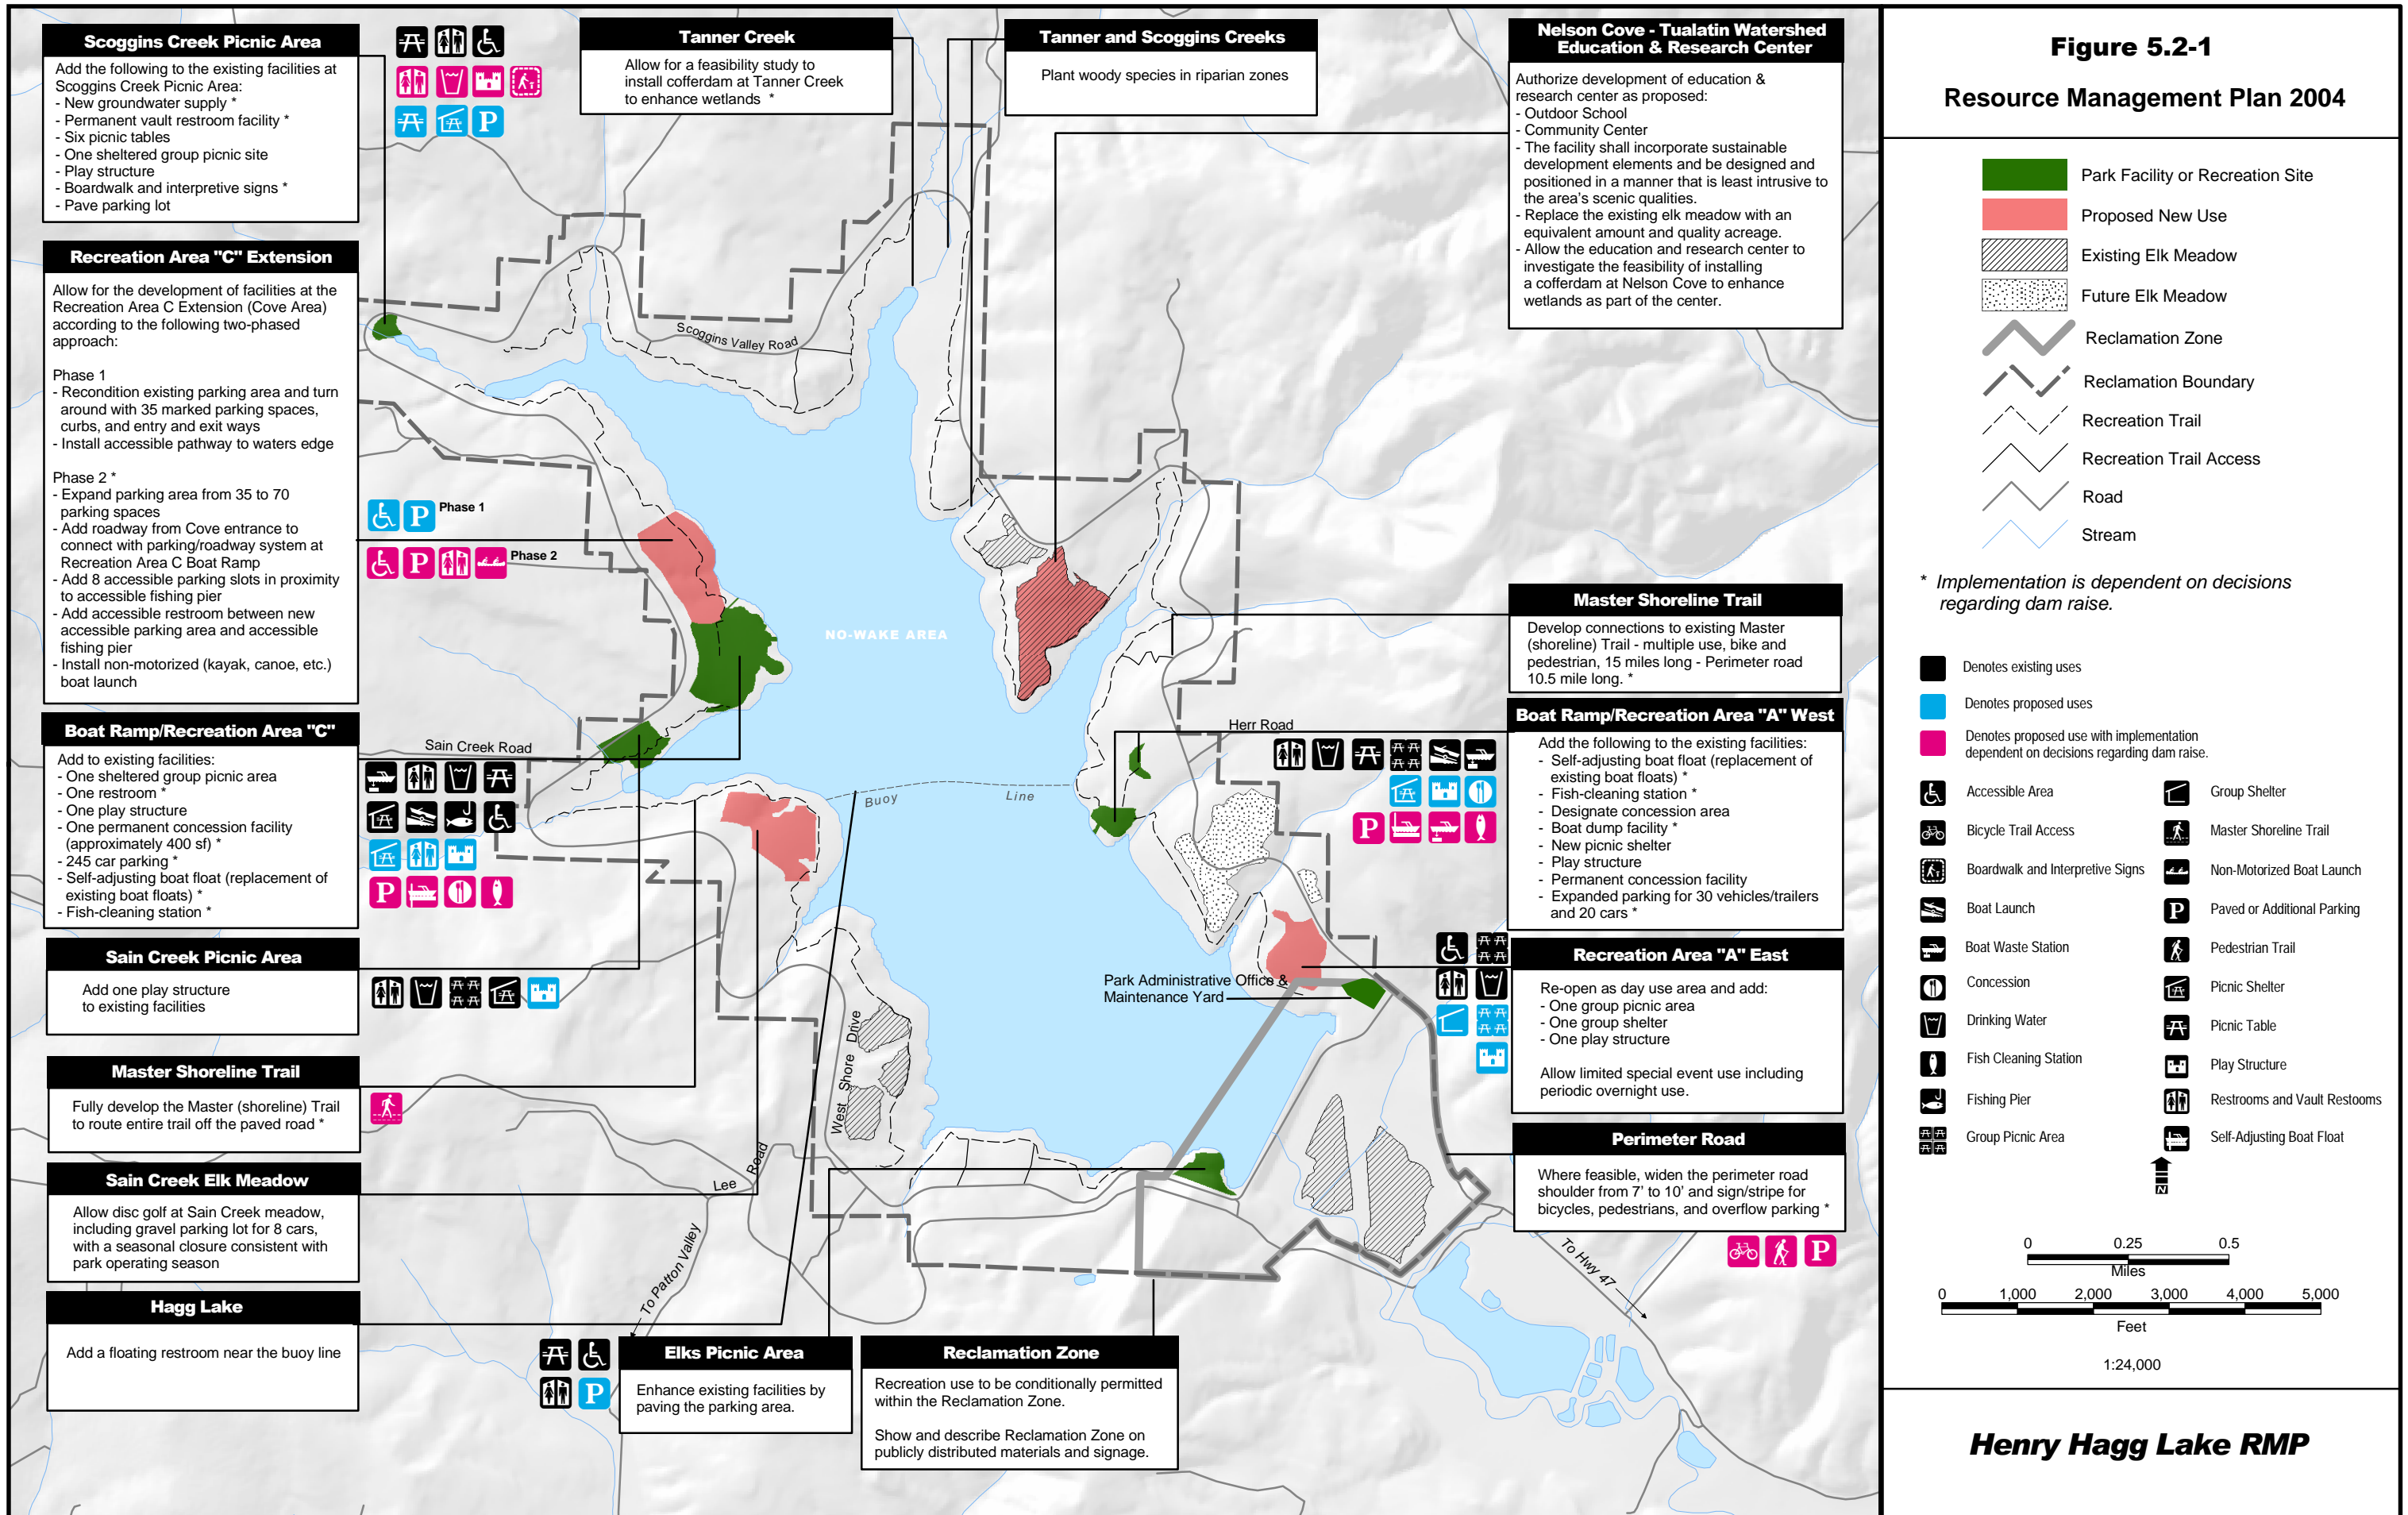 Scoggins Creek Picnic Area
Add the following to the existing facilities at
Scoggins Creek Picnic Area:
- New groundwater supply *
- Permanent vault restroom facility *
- Six picnic tables
- One sheltered group picnic site
- Play structure
- Boardwalk and interpretive signs *
- Pave parking lot
Recreation Area "C" Extension
Allow for the development of facilities at the
Recreation Area C Extension (Cove Area)
according to the following two-phased
approach:
Phase 1
- Recondition existing parking area and turn
around with 35 marked parking spaces,
curbs, and entry and exit ways
- Install accessible pathway to waters edge
Phase 2 *
- Expand parking area from 35 to 70
parking spaces
- Add roadway from Cove entrance to
connect with parking/roadway system at
Recreation Area C Boat Ramp
- Add 8 accessible parking slots in proximity
to accessible fishing pier
- Add accessible restroom between new
accessible parking area and accessible
fishing pier
- Install non-motorized (kayak, canoe, etc.)
boat launch
Boat Ramp/Recreation Area "C"
Add to existing facilities:
- One sheltered group picnic area
- One restroom *
- One play structure
- One permanent concession facility
(approximately 400 sf) *
- 245 car parking *
- Self-adjusting boat float (replacement of
existing boat floats) *
- Fish-cleaning station *
Sain Creek Picnic Area
Add one play structure
to existing facilities
Master Shoreline Trail
Fully develop the Master (shoreline) Trail
to route entire trail off the paved road *
Sain Creek Elk Meadow
Allow disc golf at Sain Creek meadow,
including gravel parking lot for 8 cars,
with a seasonal closure consistent with
park operating season
Hagg Lake
Add a floating restroom near the buoy line
Tanner Creek
Allow for a feasibility study to
install cofferdam at Tanner Creek
to enhance wetlands *
Tanner and Scoggins Creeks
Plant woody species in riparian zones
Nelson Cove - Tualatin Watershed
Education & Research Center
Authorize development of education &
research center as proposed:
- Outdoor School
- Community Center
- The facility shall incorporate sustainable
development elements and be designed and
positioned in a manner that is least intrusive to
the area's scenic qualities.
- Replace the existing elk meadow with an
equivalent amount and quality acreage.
- Allow the education and research center to
investigate the feasibility of installing
a cofferdam at Nelson Cove to enhance
wetlands as part of the center.
P
Scoggins Valley Road
P Phase 1
P Phase 2
NO-WAKE AREA
Sain Creek Road
Herr Road
Buoy Line
P
P
Park Administrative Office &
Maintenance Yard
West Shore Drive
Lee Road
To Patton Valley
To Hwy 47
Master Shoreline Trail
Develop connections to existing Master
(shoreline) Trail - multiple use, bike and
pedestrian, 15 miles long - Perimeter road
10.5 mile long. *
Boat Ramp/Recreation Area "A" West
Add the following to the existing facilities:
- Self-adjusting boat float (replacement of
existing boat floats) *
- Fish-cleaning station *
- Designate concession area
- Boat dump facility *
- New picnic shelter
- Play structure
- Permanent concession facility
- Expanded parking for 30 vehicles/trailers
and 20 cars *
Recreation Area "A" East
Re-open as day use area and add:
- One group picnic area
- One group shelter
- One play structure
Allow limited special event use including
periodic overnight use.
Perimeter Road
Where feasible, widen the perimeter road
shoulder from 7' to 10' and sign/stripe for
bicycles, pedestrians, and overflow parking *
P
P
Elks Picnic Area
Enhance existing facilities by
paving the parking area.
Reclamation Zone
Recreation use to be conditionally permitted
within the Reclamation Zone.
Show and describe Reclamation Zone on
publicly distributed materials and signage.
Figure 5.2-1
Resource Management Plan 2004
Park Facility or Recreation Site
Proposed New Use
Existing Elk Meadow
Future Elk Meadow
Reclamation Zone
Reclamation Boundary
Recreation Trail
Recreation Trail Access
Road
Stream
* Implementation is dependent on decisions
regarding dam raise.
Denotes existing uses
Denotes proposed uses
Denotes proposed use with implementation
dependent on decisions regarding dam raise.
Accessible Area
Bicycle Trail Access
Boardwalk and Interpretive Signs
Boat Launch
Boat Waste Station
Concession
Drinking Water
Fish Cleaning Station
Fishing Pier
Group Picnic Area
Group Shelter
Master Shoreline Trail
Non-Motorized Boat Launch
P Paved or Additional Parking
Pedestrian Trail
Picnic Shelter
Picnic Table
Play Structure
Restrooms and Vault Restooms
Self-Adjusting Boat Float
N
0 0.25 0.5
Miles
0 1,000 2,000 3,000 4,000 5,000
Feet
1:24,000
Henry Hagg Lake RMP